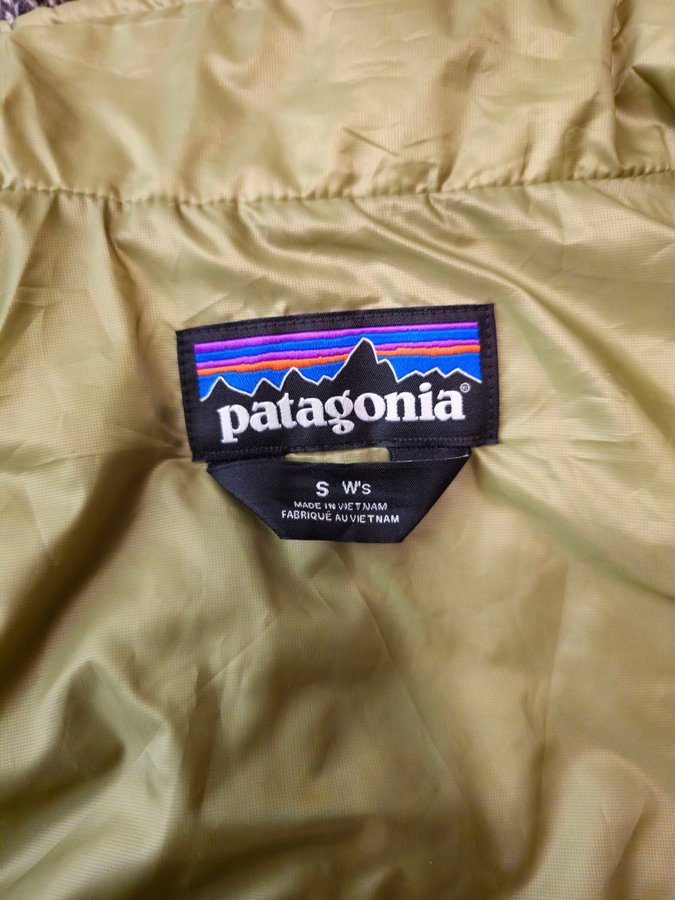 patagonia®
S W's
MADE IN VIETNAM
FABRIQUÉ AU VIETNAM